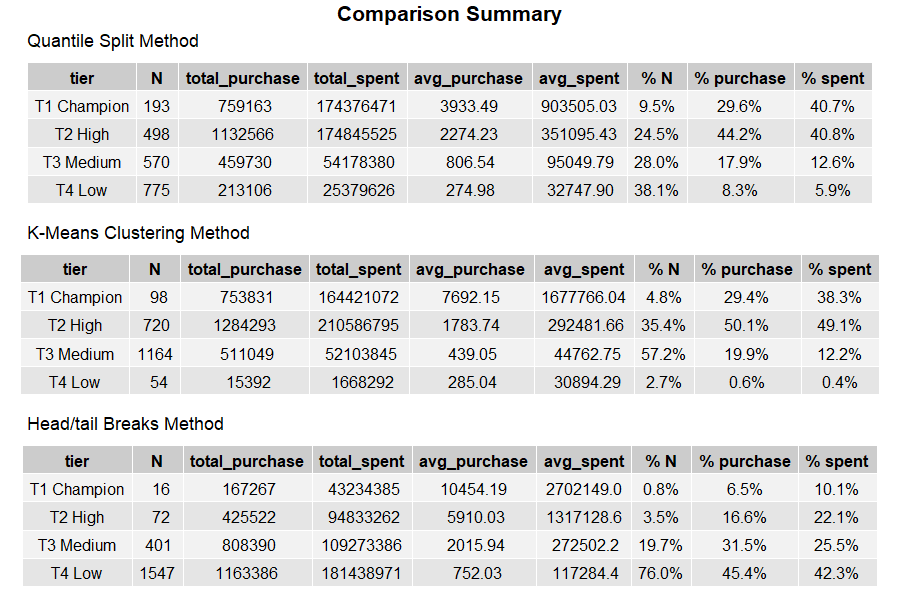 Comparison Summary
Quantile Split Method
tier N total_purchase total_spent avg_purchase avg_spent % N % purchase % spent
T1 Champion 193 759163 174376471 3933.49 903505.03 9.5% 29.6% 40.7%
T2 High 498 1132566 174845525 2274.23 351095.43 24.5% 44.2% 40.8%
T3 Medium 570 459730 54178380 806.54 95049.79 28.0% 17.9% 12.6%
T4 Low 775 213106 25379626 274.98 32747.90 38.1% 8.3% 5.9%
K-Means Clustering Method
tier N total_purchase total_spent avg_purchase avg_spent % N % purchase % spent
T1 Champion 98 753831 164421072 7692.15 1677766.04 4.8% 29.4% 38.3%
T2 High 720 1284293 210586795 1783.74 292481.66 35.4% 50.1% 49.1%
T3 Medium 1164 511049 52103845 439.05 44762.75 57.2% 19.9% 12.2%
T4 Low 54 15392 1668292 285.04 30894.29 2.7% 0.6% 0.4%
Head/tail Breaks Method
tier N total_purchase total_spent avg_purchase avg_spent % N % purchase % spent
T1 Champion 16 167267 43234385 10454.19 2702149.0 0.8% 6.5% 10.1%
T2 High 72 425522 94833262 5910.03 1317128.6 3.5% 16.6% 22.1%
T3 Medium 401 808390 109273386 2015.94 272502.2 19.7% 31.5% 25.5%
T4 Low 1547 1163386 181438971 752.03 117284.4 76.0% 45.4% 42.3%